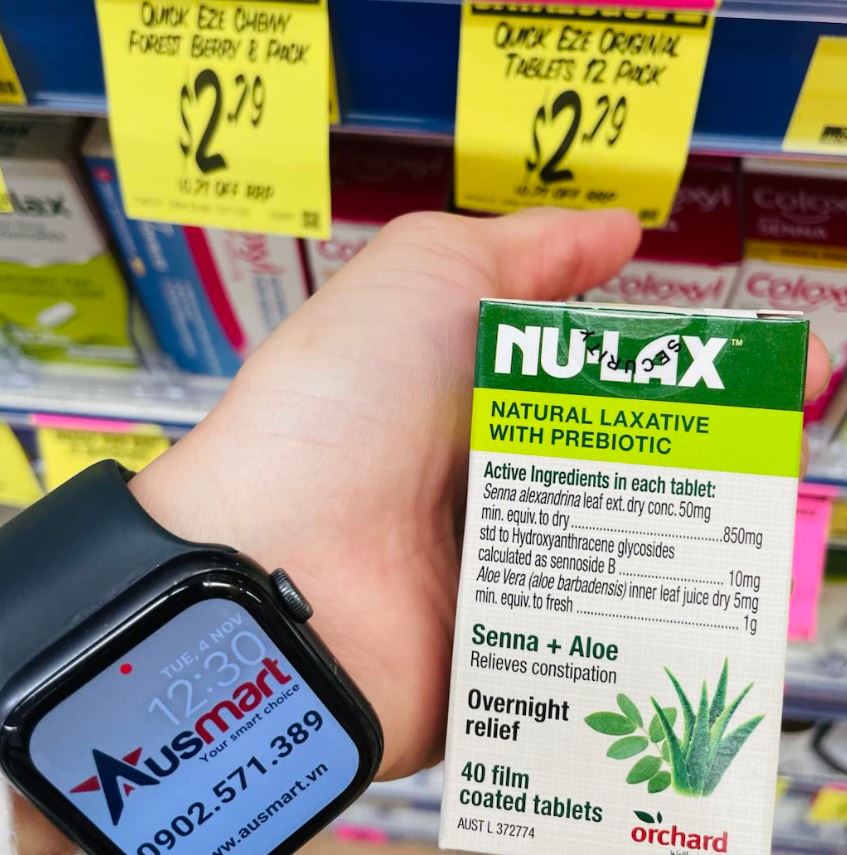 QUICK EZE CHEWY
FOREST BERRY 8 PACK
$2.79
QUICK EZE ORIGINAL
TABLETS 12 PACK
$2.79
lax
Coloxyl
Coloxyl
SENNA
Coloxyl
NU-LAX™
SECURITY
NATURAL LAXATIVE
WITH PREBIOTIC
Active Ingredients in each tablet:
Senna alexandrina leaf ext. dry conc. 50mg
min. equiv. to dry..............................850mg
std to Hydroxyanthracene glycosides
calculated as sennoside B ..................... 10mg
Aloe Vera (aloe barbadensis) inner leaf juice dry 5mg
min. equiv. to fresh ............................... 1g
Senna + Aloe
Relieves constipation
Overnight
relief
40 film
coated tablets
AUST L 372774
orchard
TUE, 4 NOV
12:30
Ausmart
Your smart choice
0902.571.389
www.ausmart.vn